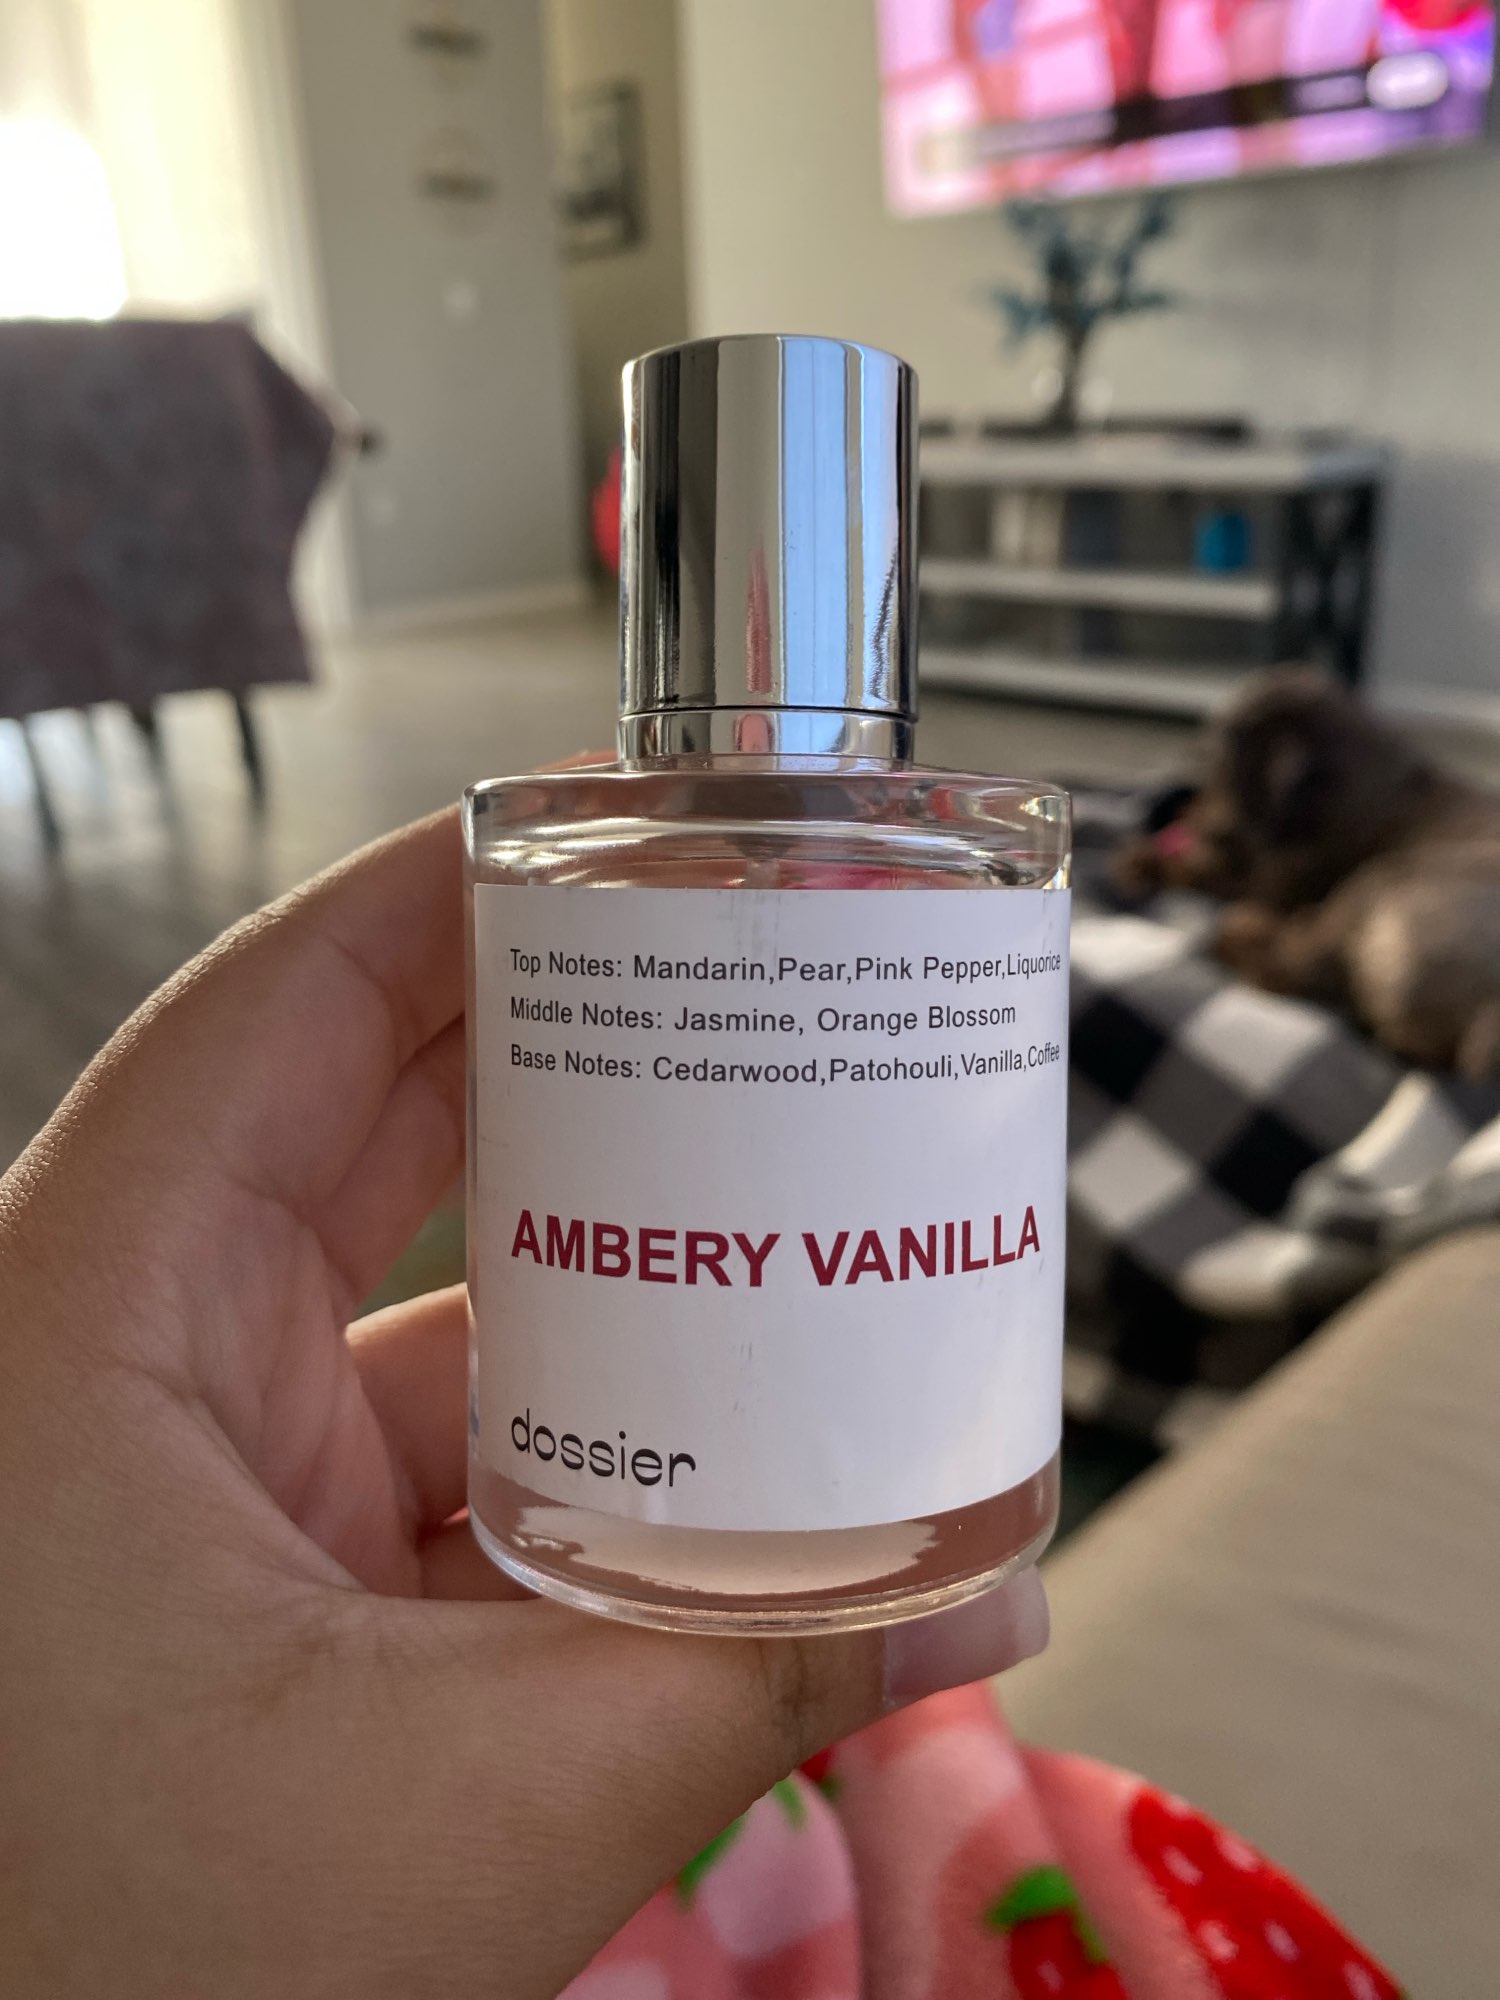 Top Notes: Mandarin,Pear,Pink Pepper,Liquorice
Middle Notes: Jasmine, Orange Blossom
Base Notes: Cedarwood,Patohouli,Vanilla,Coffee
AMBERY VANILLA
dossier